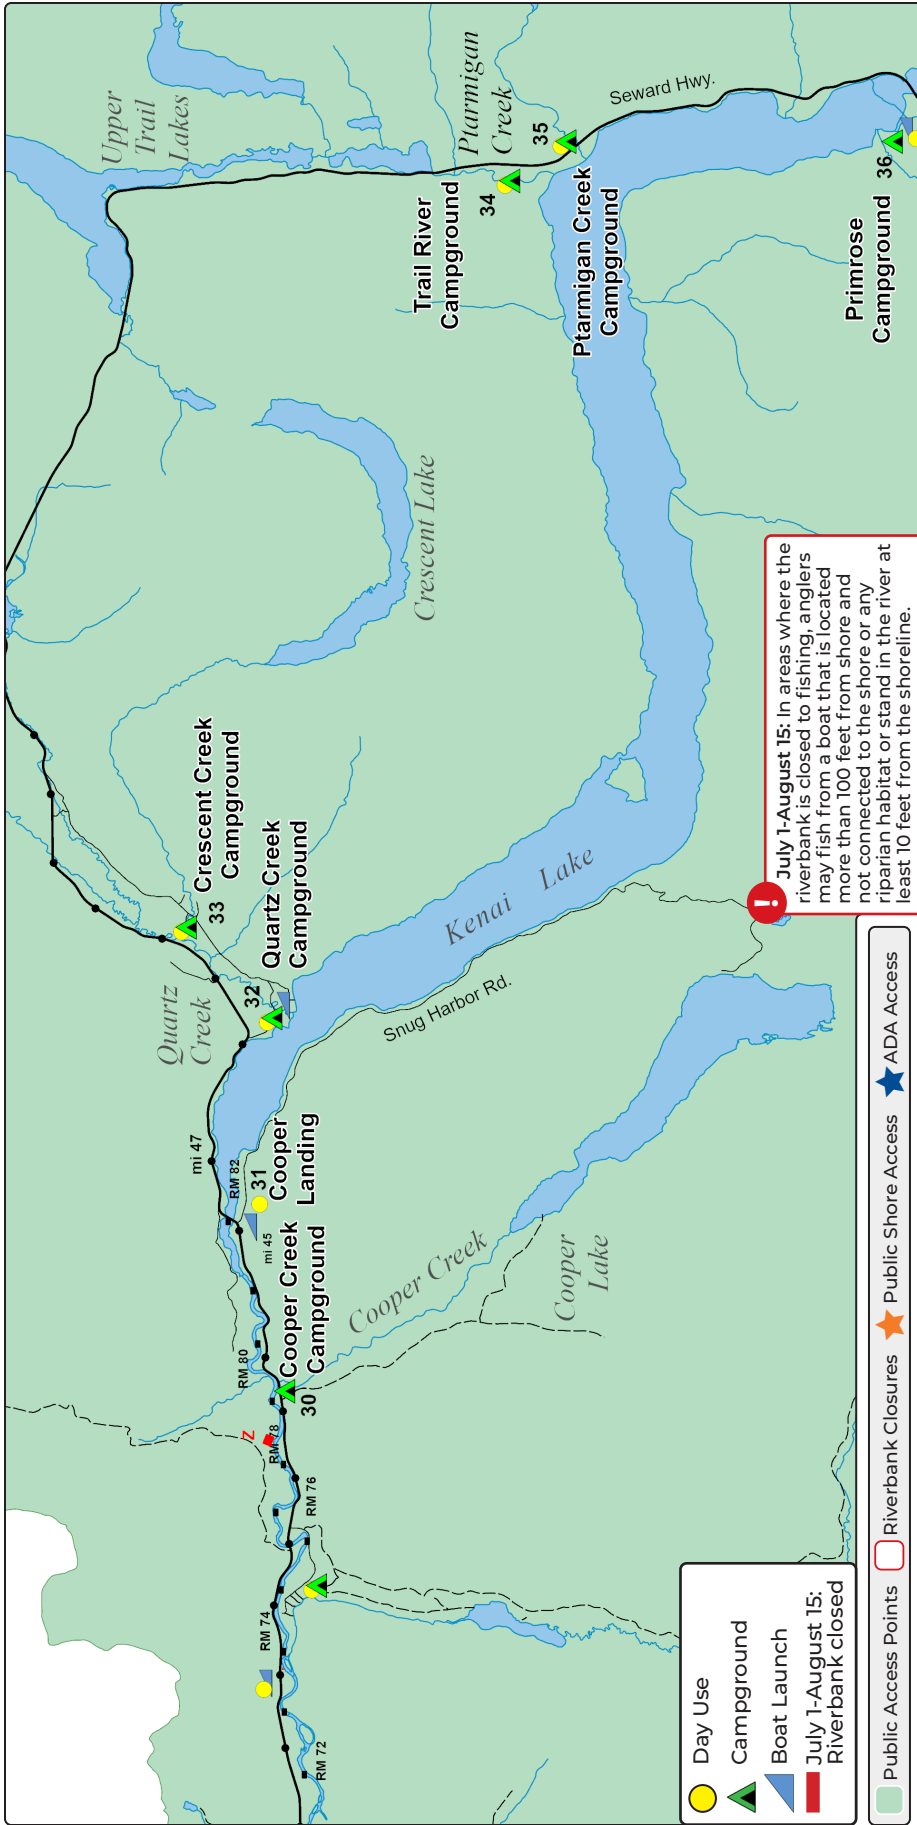 Upper
Trail
Lakes
Ptarmigan
Creek
Seward Hwy.
35
34
36
Trail River
Campground
Ptarmigan Creek
Campground
Primrose
Campground
Crescent Lake
Crescent Creek
Campground
33
Quartz Creek
Campground
32
Quartz
Creek
Kenai Lake
Snug Harbor Rd.
mi 47
RM 82
31
Cooper
Landing
mi 45
Cooper Creek
Campground
30
Cooper Creek
Cooper
Lake
RM 80
Z
RM 78
RM 76
RM 74
RM 72
! July 1-August 15: In areas where the
riverbank is closed to fishing, anglers
may fish from a boat that is located
more than 100 feet from shore and
not connected to the shore or any
riparian habitat or stand in the river at
least 10 feet from the shoreline.
Day Use
Campground
Boat Launch
July 1-August 15:
Riverbank closed
Public Access Points
Riverbank Closures
Public Shore Access
ADA Access